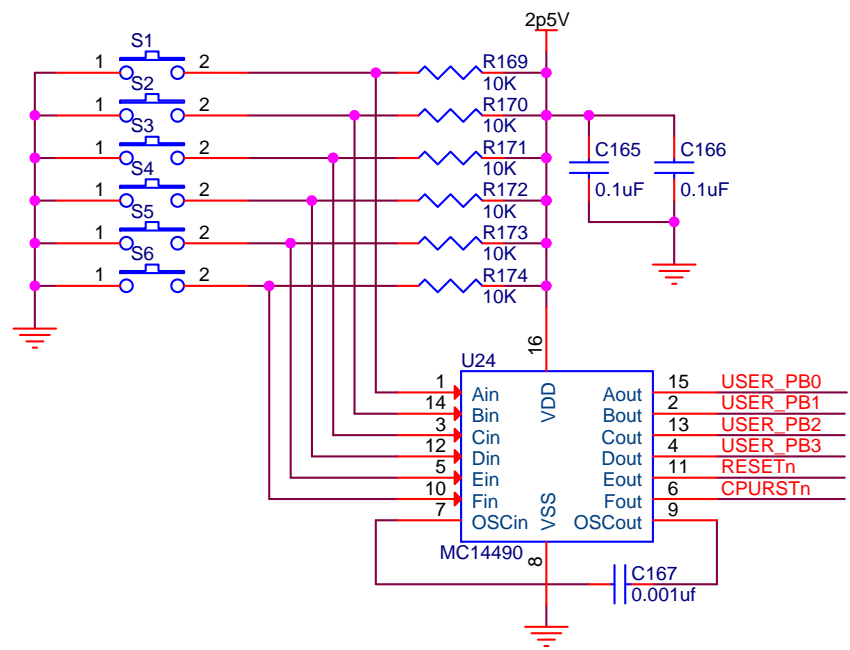 2p5V
S1
1 2 R169
10K
S2
1 2 R170
10K
S3
1 2 R171
10K
C165
0.1uF
C166
0.1uF
S4
1 2 R172
10K
S5
1 2 R173
10K
S6
1 2 R174
10K
16
U24
VDD
1 Ain Aout 15 USER_PB0
14 Bin Bout 2 USER_PB1
3 Cin Cout 13 USER_PB2
12 Din Dout 4 USER_PB3
5 Ein Eout 11 RESETn
10 Fin Fout 6 CPURSTn
7 OSCin VSS OSCout 9
MC14490
8
C167
0.001uf